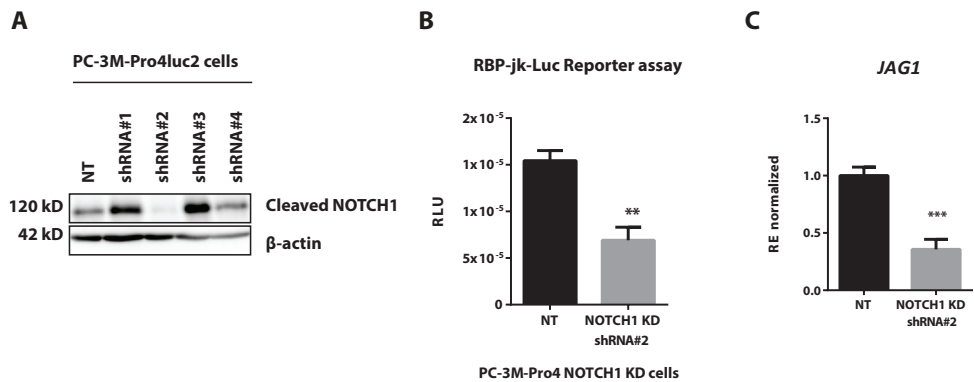 A
PC-3M-Pro4luc2 cells
NT
shRNA#1
shRNA#2
shRNA#3
shRNA#4
120 kD
Cleaved NOTCH1
42 kD
β-actin
B
RBP-jk-Luc Reporter assay
2x10-5
1x10-5
1x10-5
5x10-5
0
RLU
**
NT
NOTCH1 KD
shRNA#2
PC-3M-Pro4 NOTCH1 KD cells
C
JAG1
1.5
1.0
0.5
0.0
RE normalized
***
NT
NOTCH1 KD
shRNA#2